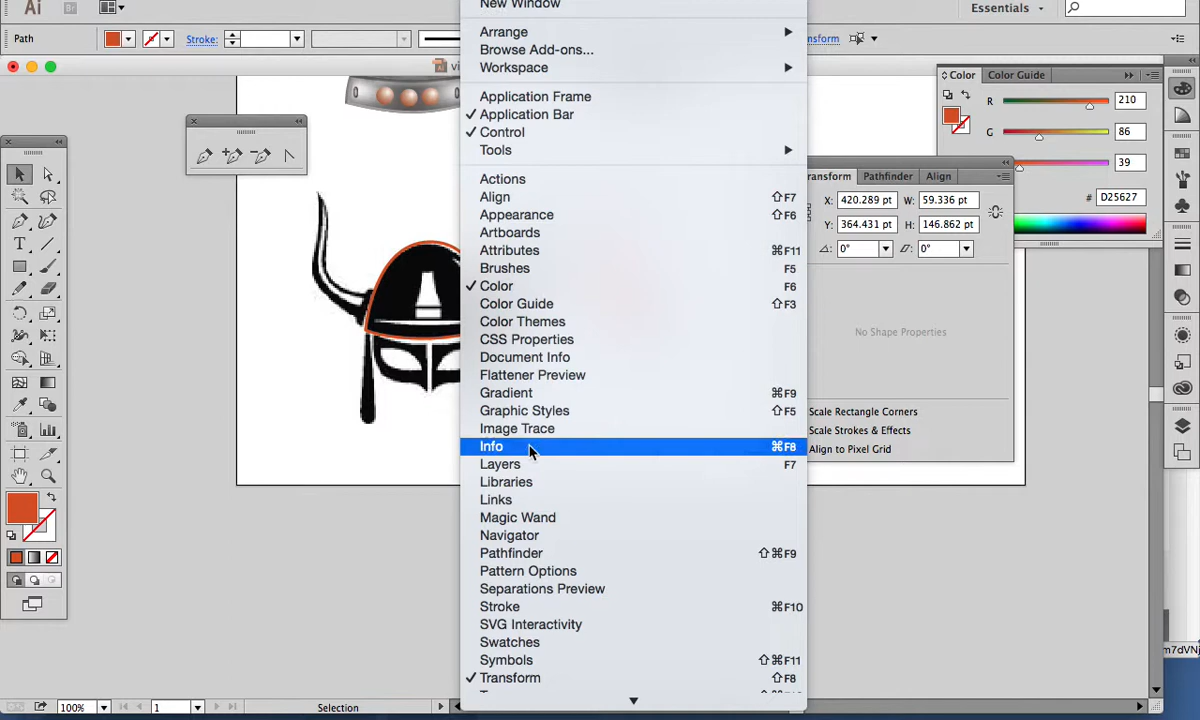 New Window
Ai Br Essentials
Path Stroke: Transform
Arrange
Browse Add-ons...
Workspace
Application Frame
✓ Application Bar
✓ Control
Tools
Actions
Align ⇧F7
Appearance ⇧F6
Artboards
Attributes ⌘F11
Brushes F5
✓ Color F6
Color Guide ⇧F3
Color Themes
CSS Properties
Document Info
Flattener Preview
Gradient ⌘F9
Graphic Styles ⇧F5
Image Trace
Info ⌘F8
Layers F7
Libraries
Links
Magic Wand
Navigator
Pathfinder ⇧⌘F9
Pattern Options
Separations Preview
Stroke ⌘F10
SVG Interactivity
Swatches
Symbols ⇧⌘F11
✓ Transform ⇧F8
Color Color Guide
R 210
G 86
39
# D25627
Transform Pathfinder Align
X: 420.289 pt W: 59.336 pt
Y: 364.431 pt H: 146.862 pt
0° 0°
No Shape Properties
Scale Rectangle Corners
Scale Strokes & Effects
Align to Pixel Grid
m7dVNj
100% 1 Selection